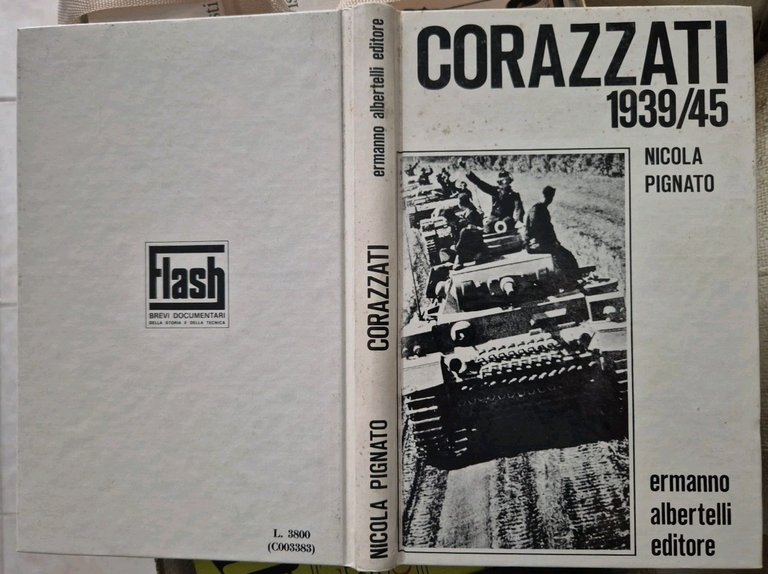 Flash
BREVI DOCUMENTARI
DELLA STORIA E DELLA TECNICA
L. 3800
(C003383)
NICOLA PIGNATO CORAZZATI ermanno albertelli editore
CORAZZATI
1939/45
NICOLA
PIGNATO
ermanno
albertelli
editore